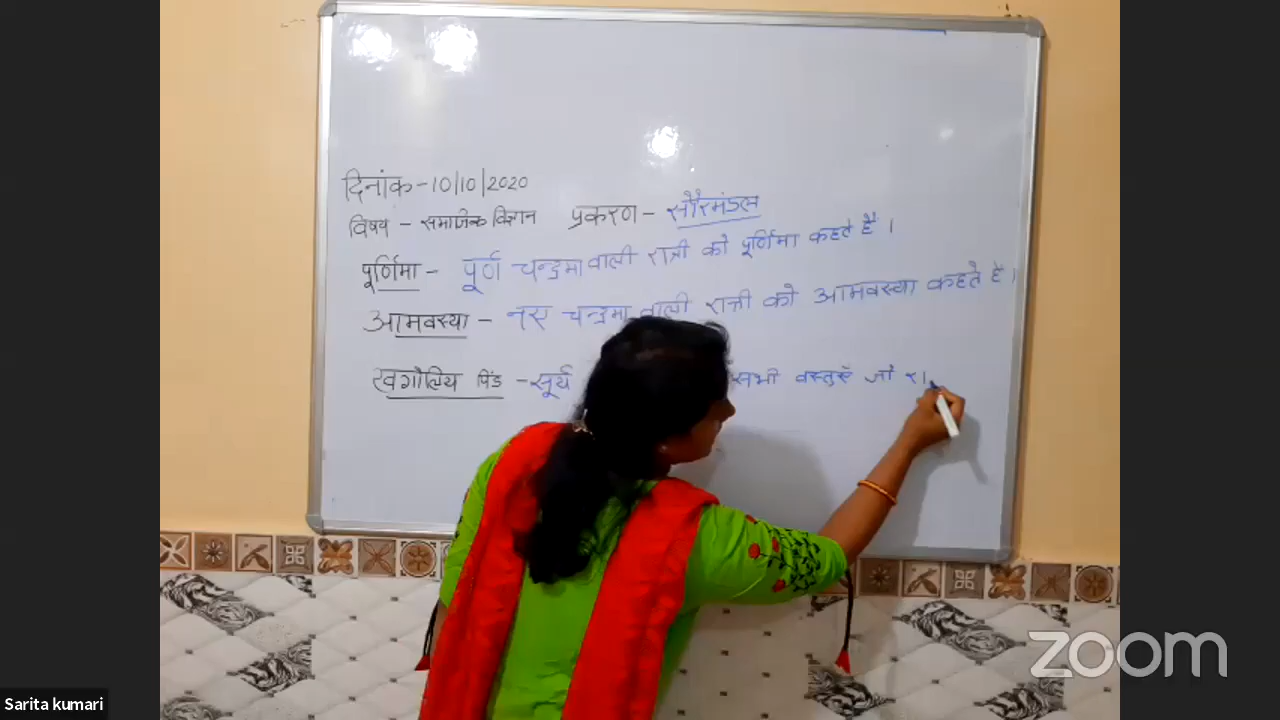 दिनांक - 10/10/2020
विषय - समाजिक विज्ञान प्रकरण - सौरमंडल
पूर्णिमा - पूर्ण चन्द्रमा वाली रात्री को पूर्णिमा कहते हैं ।
आमवस्या - नए चन्द्रमा वाली रात्री को आमवस्या कहते हैं ।
खगोलिय पिंड - सूर्य सभी वस्तुएँ जो
zoom
Sarita kumari